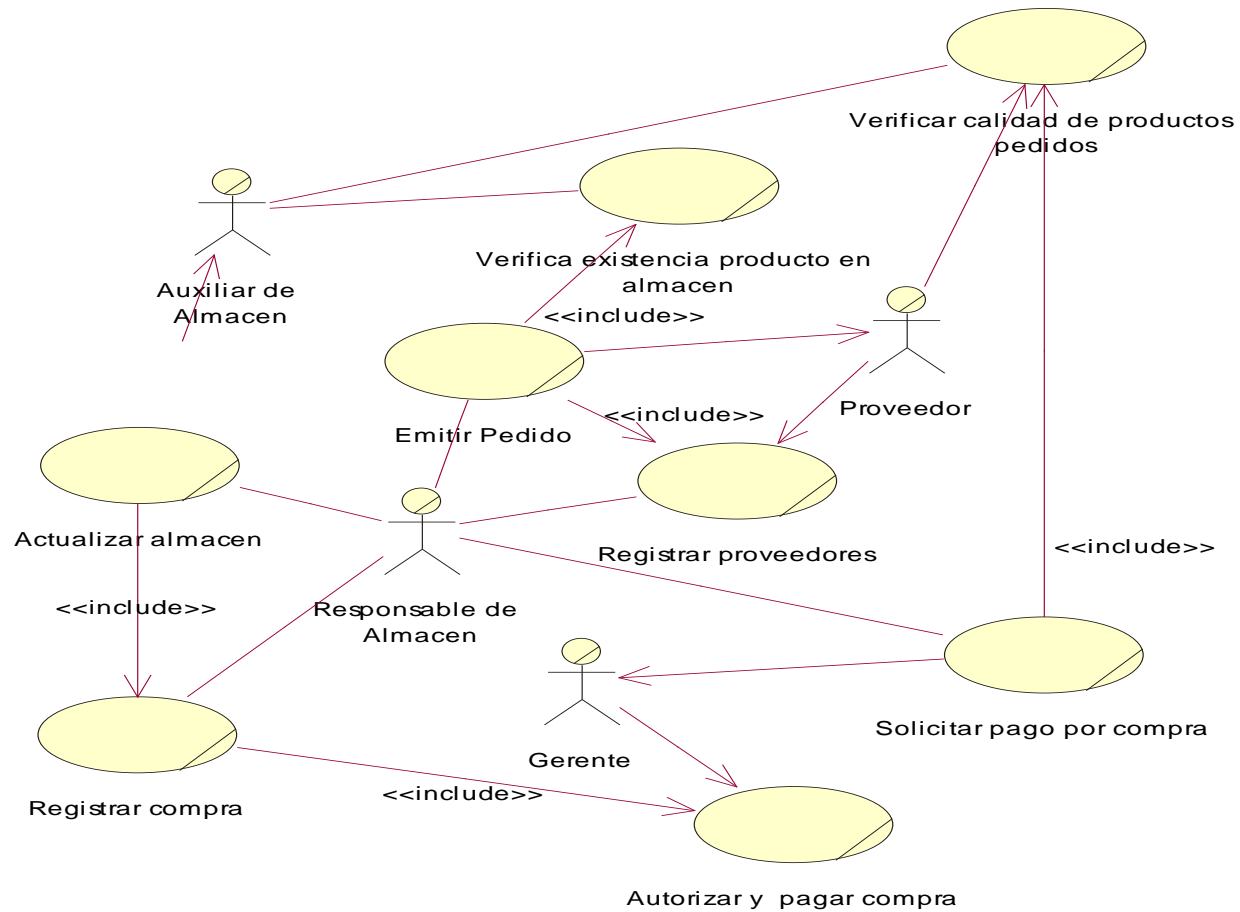 Verificar calidad de productos
pedidos
Verifica existencia producto en
almacen
Auxiliar de
Almacen
<<include>>
Proveedor
<<include>>
Emitir Pedido
Actualizar almacen
Registrar proveedores
<<include>>
<<include>>
Responsable de
Almacen
Solicitar pago por compra
Gerente
<<include>>
Registrar compra
Autorizar y pagar compra